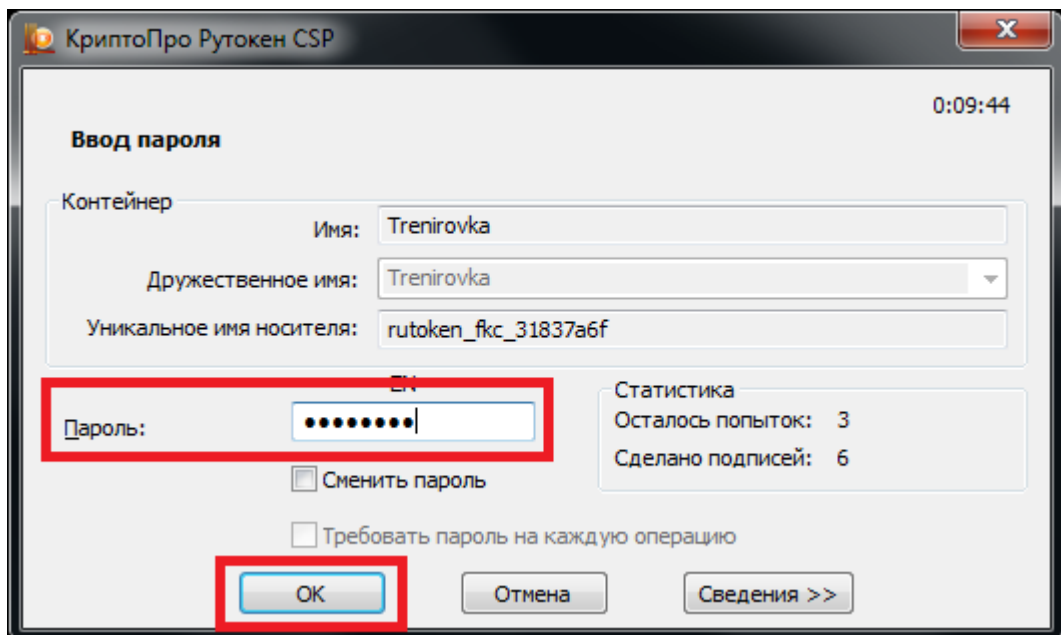 КриптоПро Рутокен CSP
0:09:44
Ввод пароля
Контейнер
Имя: Trenirovka
Дружественное имя: Trenirovka
Уникальное имя носителя: rutoken_fkc_31837a6f
EN
Пароль: ••••••••
Статистика
Осталось попыток: 3
Сделано подписей: 6
Сменить пароль
Требовать пароль на каждую операцию
OK Отмена Сведения >>